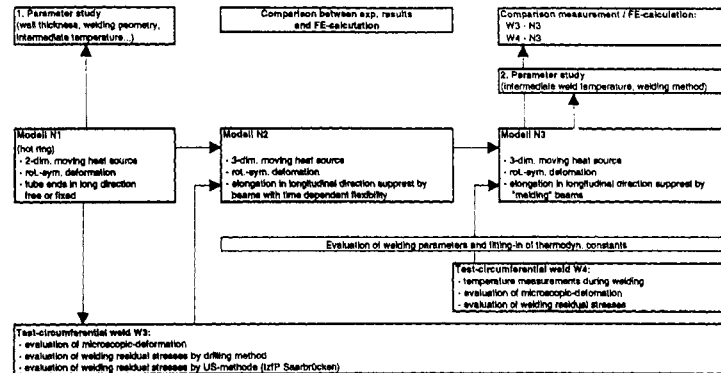 1. Parameter study
(wall thickness, welding geometry,
intermediate temperature...)
Comparison between exp. results
and FE-calculation
Comparison measurement / FE-calculation:
W3 - N3
W4 - N3
2. Parameter study
(intermediate weld temperature, welding method)
Modell N1
(hot ring)
- 2-dim. moving heat source
- rot.-sym. deformation
- tube ends in long direction
free or fixed
Modell N2
- 3-dim. moving heat source
- rot.-sym. deformation
- elongation in longitudinal direction supprest by
beams with time dependent flexibility
Modell N3
- 3-dim. moving heat source
- rot.-sym. deformation
- elongation in longitudinal direction supprest by
"melding" beams
Evaluation of welding parameters and fitting-in of thermodyn. constants
Test-circumferential weld W4:
- temperature measurements during welding
- evaluation of microscopic-deformation
- evaluation of welding residual stresses
Test-circumferential weld W3:
- evaluation of microscopic-deformation
- evaluation of welding residual stresses by drilling method
- evaluation of welding residual stresses by US-methode (IzfP Saarbrücken)